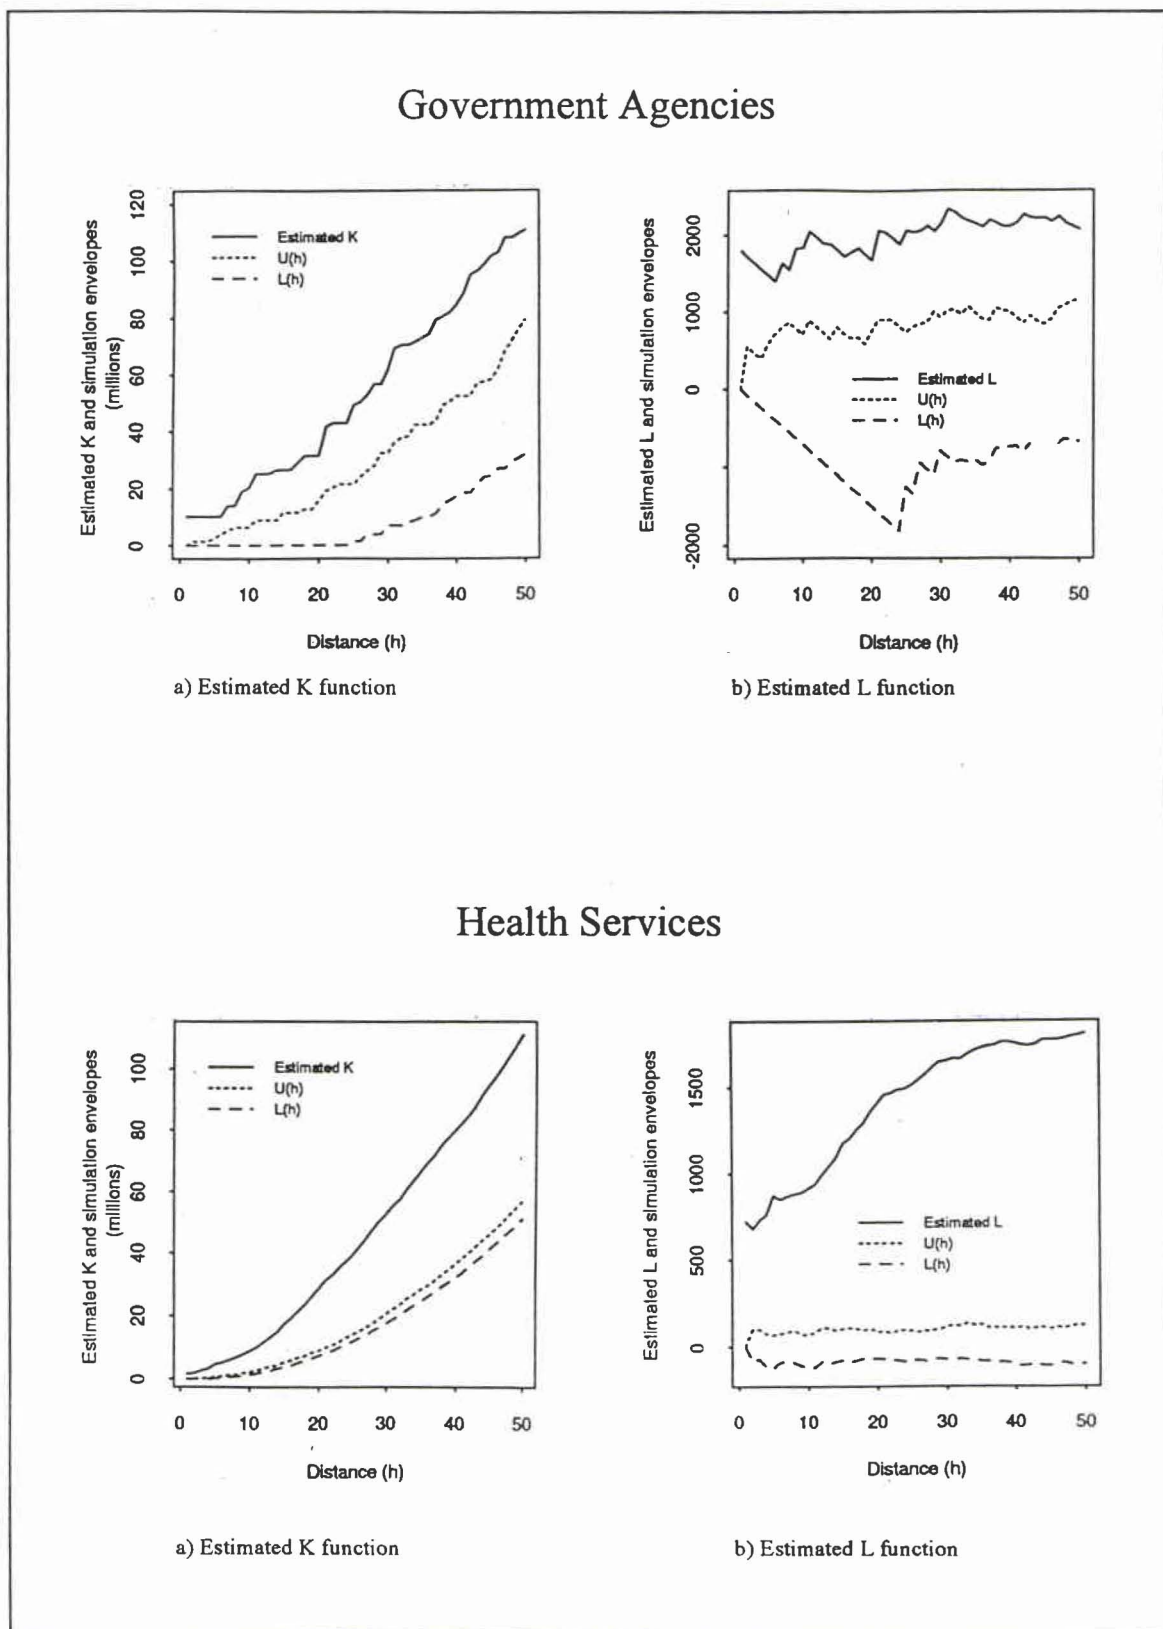 Government Agencies
Estimated K and simulation envelopes
(millions)
120
100
80
60
40
20
0
Estimated K
U(h)
L(h)
0 10 20 30 40 50
Distance (h)
a) Estimated K function
Estimated L and simulation envelopes
2000
1000
0
-2000
Estimated L
U(h)
L(h)
0 10 20 30 40 50
Distance (h)
b) Estimated L function
Health Services
Estimated K and simulation envelopes
(millions)
100
80
60
40
20
0
Estimated K
U(h)
L(h)
0 10 20 30 40 50
Distance (h)
a) Estimated K function
Estimated L and simulation envelopes
1500
1000
500
0
Estimated L
U(h)
L(h)
0 10 20 30 40 50
Distance (h)
b) Estimated L function